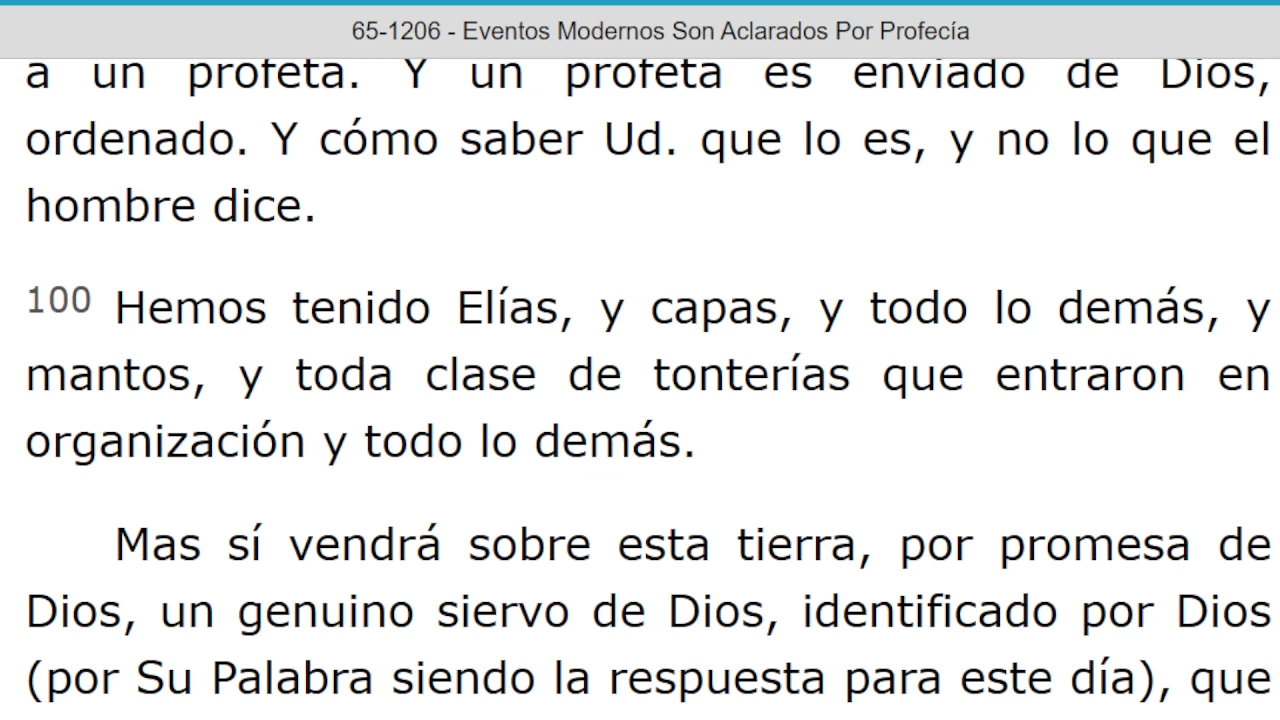 65-1206 - Eventos Modernos Son Aclarados Por Profecía
a un profeta. Y un profeta es enviado de Dios,
ordenado. Y cómo saber Ud. que lo es, y no lo que el
hombre dice.
100 Hemos tenido Elías, y capas, y todo lo demás, y
mantos, y toda clase de tonterías que entraron en
organización y todo lo demás.
Mas sí vendrá sobre esta tierra, por promesa de
Dios, un genuino siervo de Dios, identificado por Dios
(por Su Palabra siendo la respuesta para este día), que